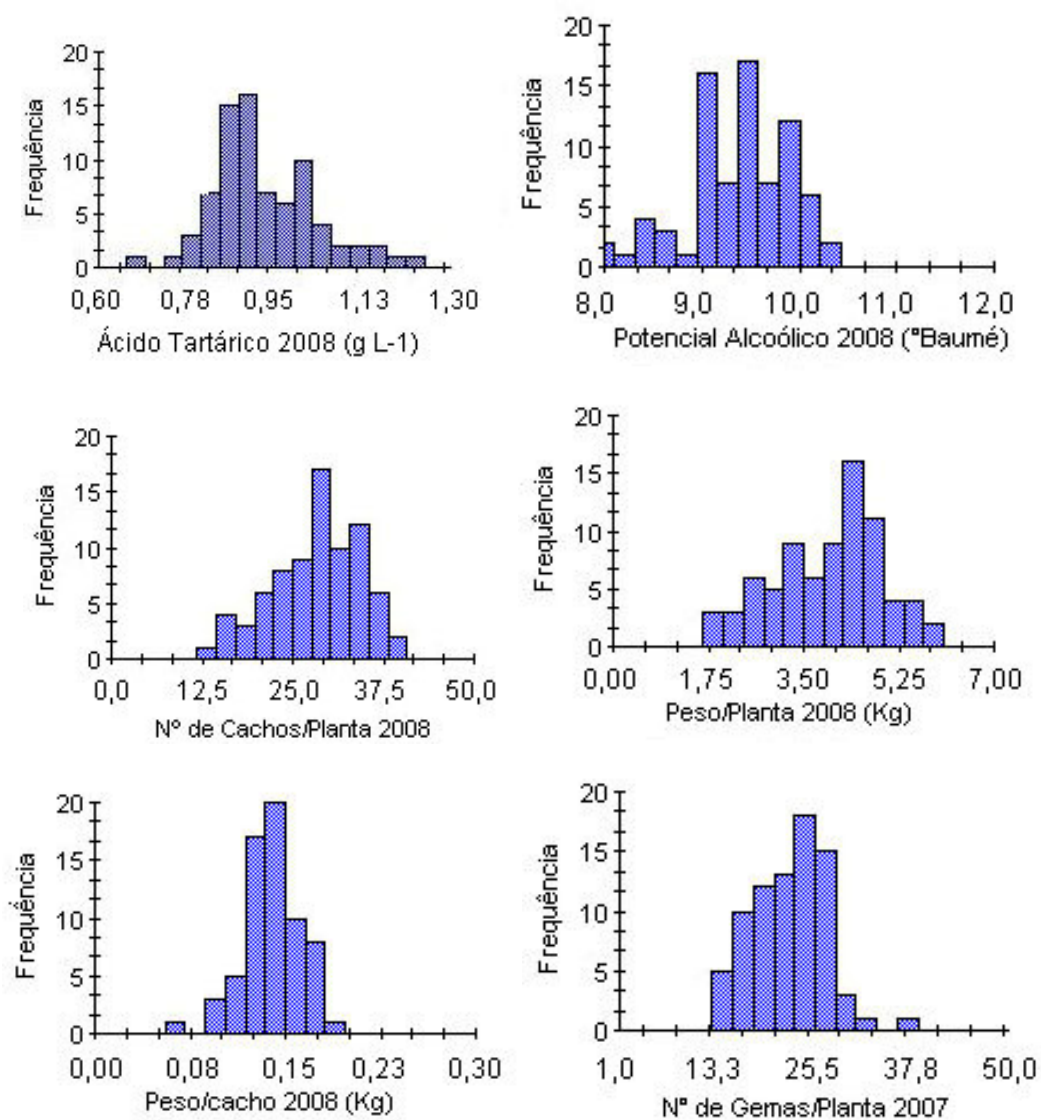 20
15
10
5
0
Frequência
0,60 0,78 0,95 1,13 1,30
Ácido Tartárico 2008 (g L-1)
20
15
10
5
0
Frequência
8,0 9,0 10,0 11,0 12,0
Potencial Alcoólico 2008 (°Baumé)
20
15
10
5
0
Frequência
0,0 12,5 25,0 37,5 50,0
Nº de Cachos/Planta 2008
20
15
10
5
0
Frequência
0,00 1,75 3,50 5,25 7,00
Peso/Planta 2008 (Kg)
20
15
10
5
0
Frequência
0,00 0,08 0,15 0,23 0,30
Peso/cacho 2008 (Kg)
20
15
10
5
0
Frequência
1,0 13,3 25,5 37,8 50,0
Nº de Gemas/Planta 2007